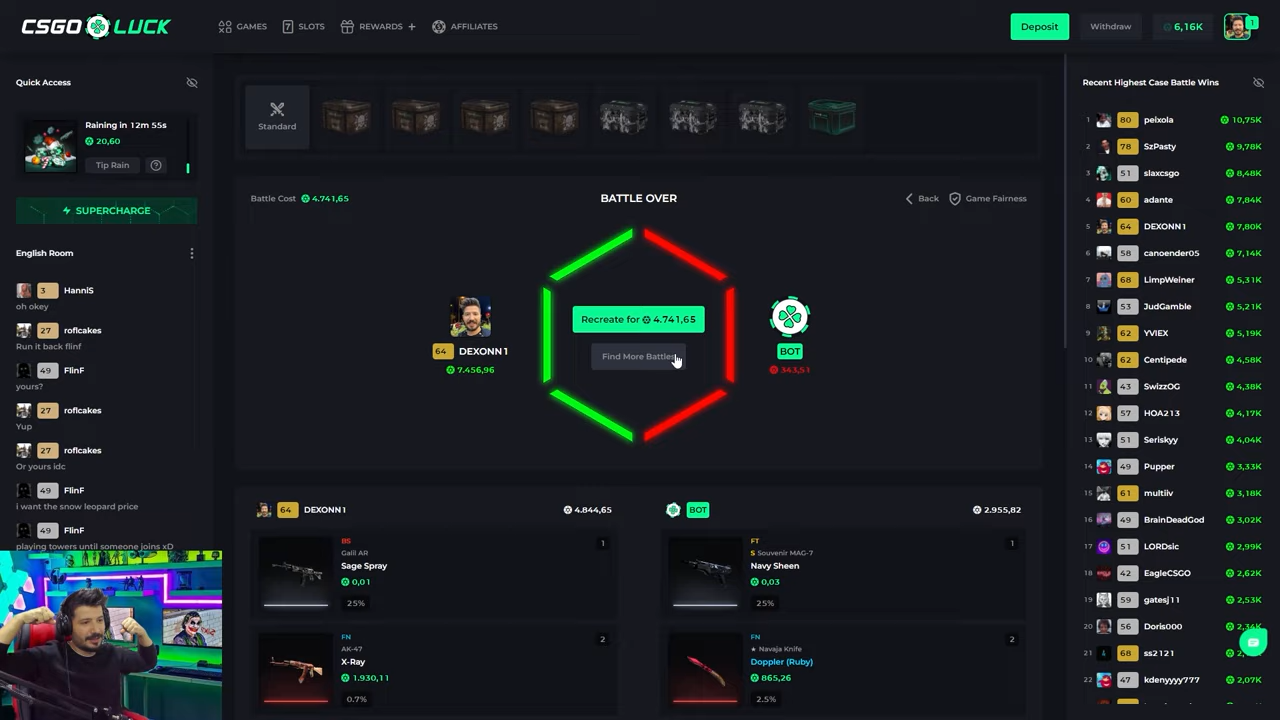 CSGO LUCK
GAMES
SLOTS
REWARDS +
AFFILIATES
Deposit
Withdraw
6,16K
1
Quick Access
Raining in 12m 55s
20,60
Tip Rain
SUPERCHARGE
English Room
3 HanniS
oh okey
27 roflcakes
Run it back flinf
49 FlinF
yours?
27 roflcakes
Yup
27 roflcakes
Or yours idc
49 FlinF
i want the snow leopard price
49 FlinF
playing towers until someone joins xD
Standard
Battle Cost 4.741,65
BATTLE OVER
Back
Game Fairness
Recreate for 4.741,65
Find More Battles
64 DEXONN1
7.456,96
BOT
343,51
64 DEXONN1
4.844,65
BS
1
Galil AR
Sage Spray
0,01
25%
FN
2
AK-47
X-Ray
1.930,11
0.7%
BOT
2.955,82
FT
1
S Souvenir MAG-7
Navy Sheen
0,03
25%
FN
2
★ Navaja Knife
Doppler (Ruby)
865,26
2.5%
Recent Highest Case Battle Wins
1 80 peixola 10,75K
2 78 SzPasty 9,78K
3 51 slaxcsgo 8,48K
4 60 adante 7,84K
5 64 DEXONN1 7,80K
6 58 canoender05 7,14K
7 68 LimpWeiner 5,31K
8 53 JudGamble 5,21K
9 62 YVIEX 5,19K
10 62 Centipede 4,58K
11 43 SwizzOG 4,38K
12 57 HOA213 4,17K
13 51 Seriskyy 4,04K
14 49 Pupper 3,33K
15 61 multiiv 3,18K
16 49 BrainDeadGod 3,02K
17 51 LORDsic 2,99K
18 42 EagleCSGO 2,62K
19 59 gatesj11 2,53K
20 56 Doris000 2,34K
21 68 ss2121
22 47 kdenyyyy777 2,07K